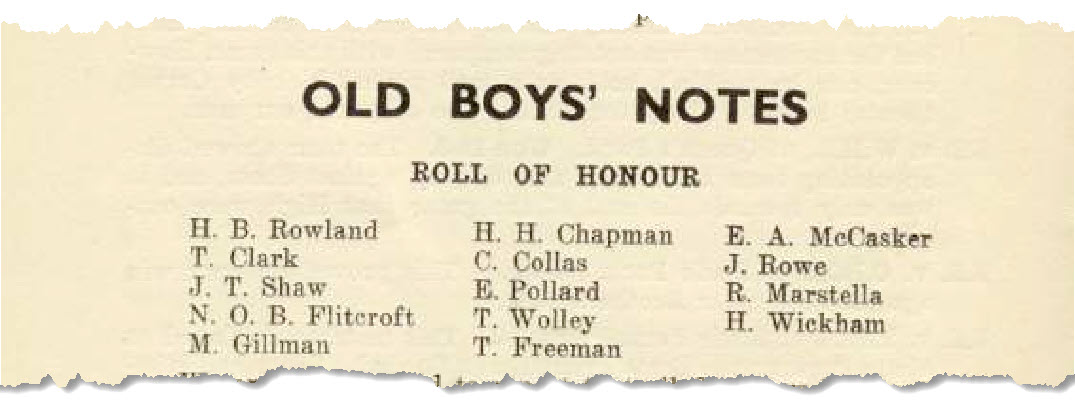 OLD BOYS' NOTES
ROLL OF HONOUR
H. B. Rowland
T. Clark
J. T. Shaw
N. O. B. Flitcroft
M. Gillman
H. H. Chapman
C. Collas
E. Pollard
T. Wolley
T. Freeman
E. A. McCasker
J. Rowe
R. Marstella
H. Wickham